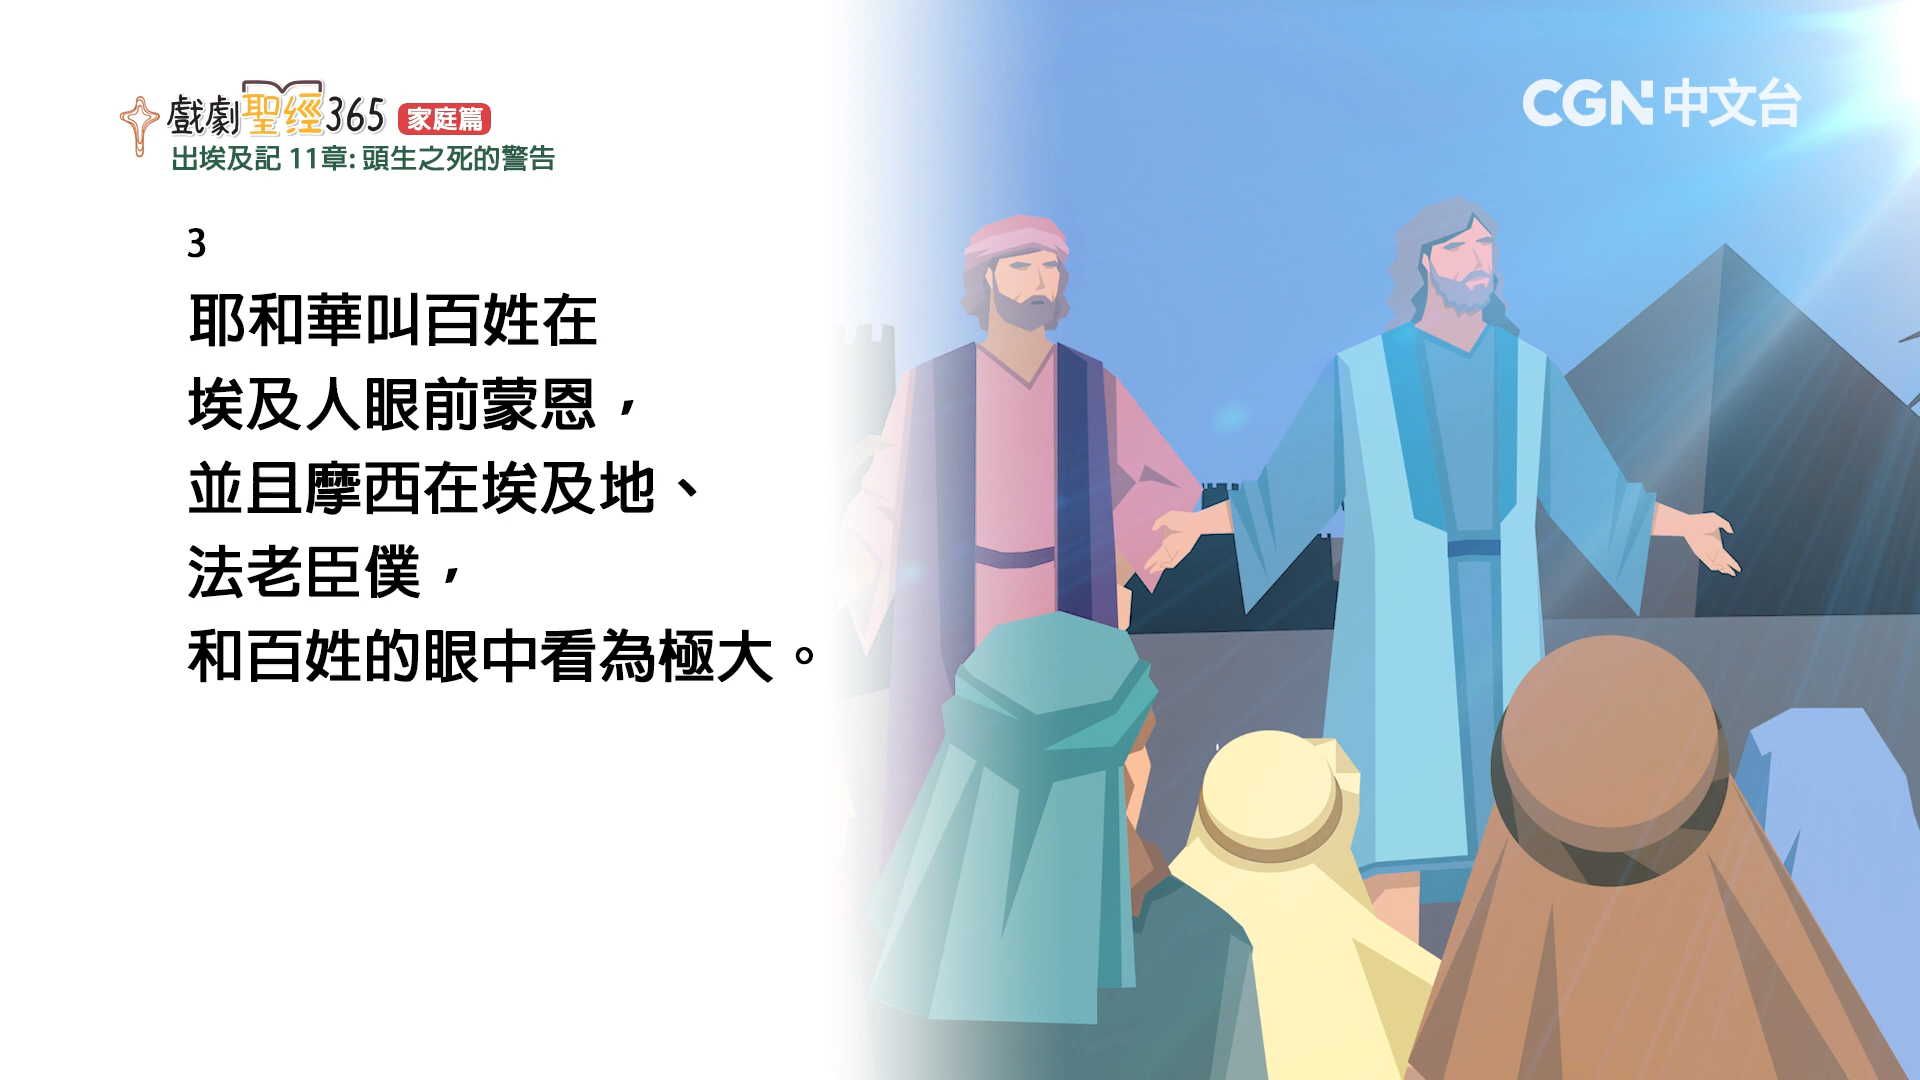 戲劇聖經365 家庭篇
出埃及記 11章: 頭生之死的警告
CGN 中文台
3
耶和華叫百姓在
埃及人眼前蒙恩，
並且摩西在埃及地、
法老臣僕，
和百姓的眼中看為極大。